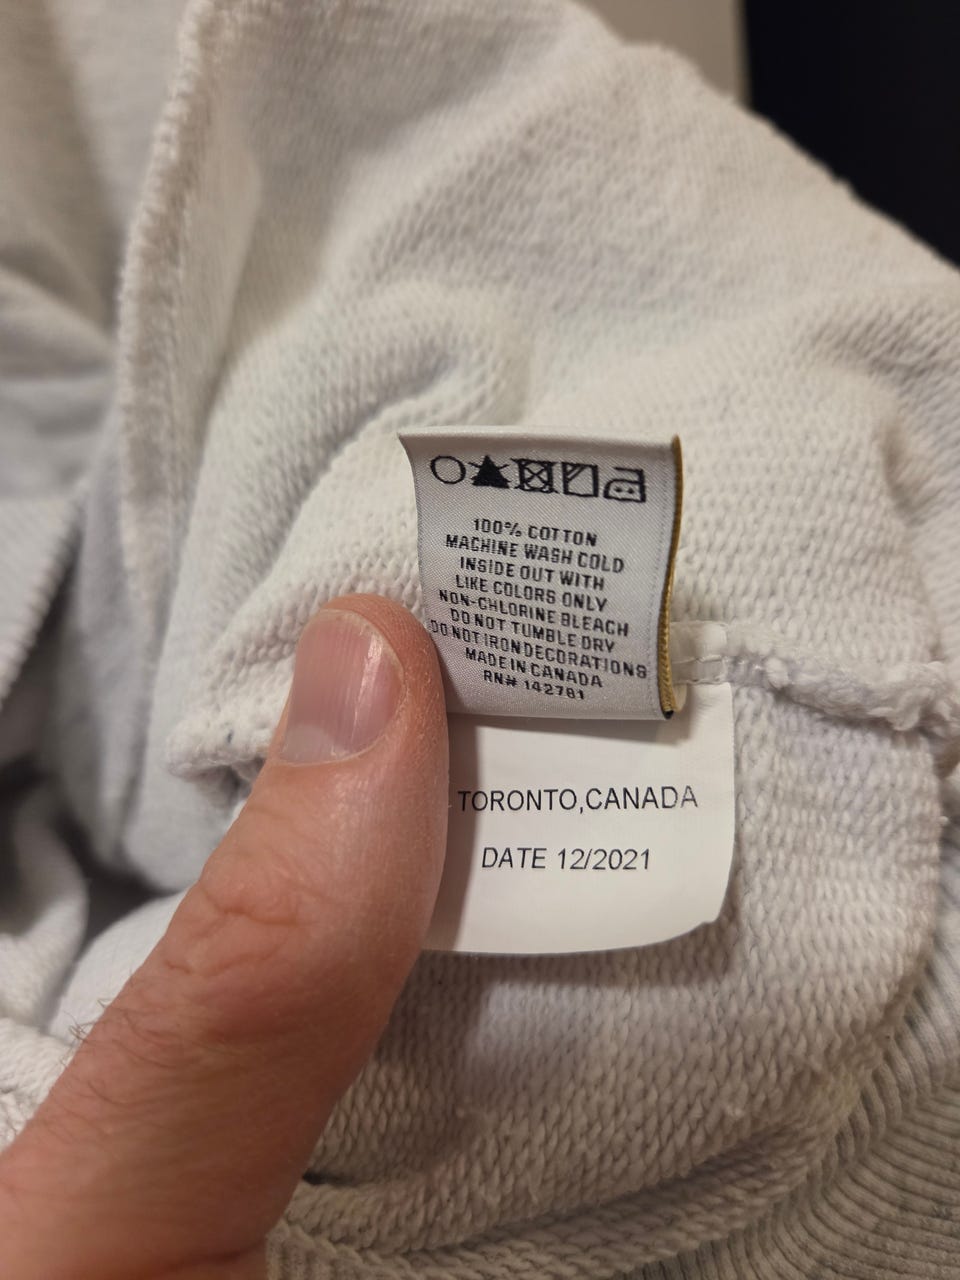 100% COTTON
MACHINE WASH COLD
INSIDE OUT WITH
LIKE COLORS ONLY
NON-CHLORINE BLEACH
DO NOT TUMBLE DRY
DO NOT IRON DECORATIONS
MADE IN CANADA
RN# 142781
TORONTO,CANADA
DATE 12/2021